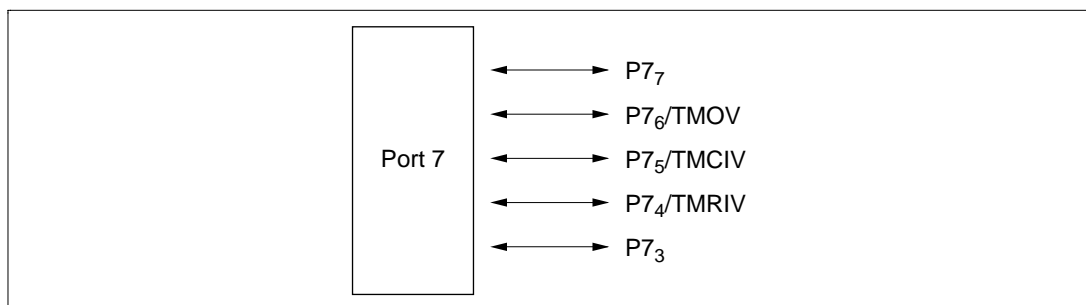 Port 7
P7₇
P7₆/TMOV
P7₅/TMCIV
P7₄/TMRIV
P7₃